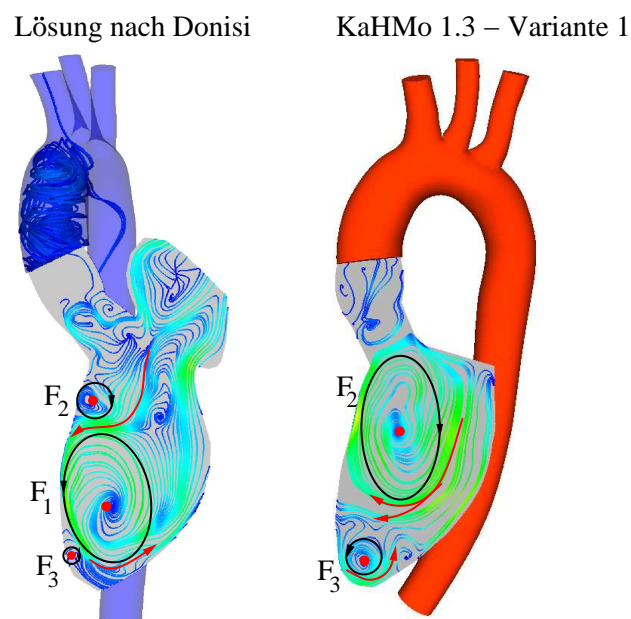 Lösung nach Donisi
KaHMo 1.3 – Variante 1
F2
F1
F3
F2
F3